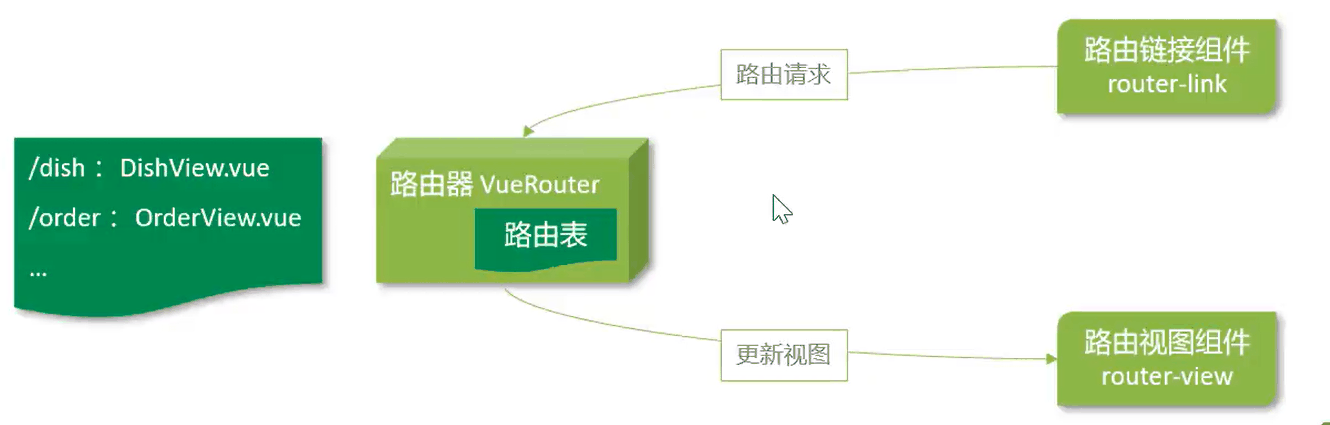 /dish： DishView.vue
/order： OrderView.vue
...
路由器 VueRouter
路由表
路由请求
路由链接组件
router-link
更新视图
路由视图组件
router-view